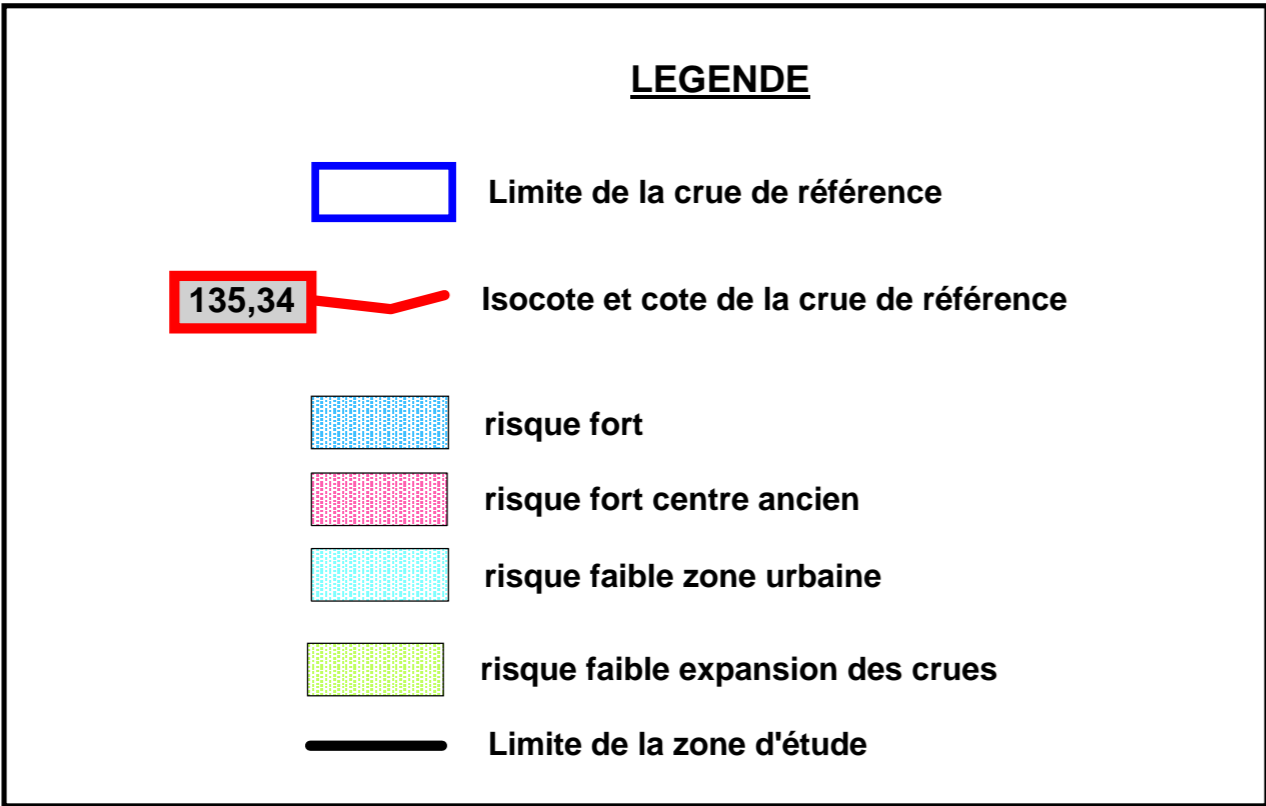 LEGENDE
Limite de la crue de référence
135,34 Isocote et cote de la crue de référence
risque fort
risque fort centre ancien
risque faible zone urbaine
risque faible expansion des crues
Limite de la zone d'étude